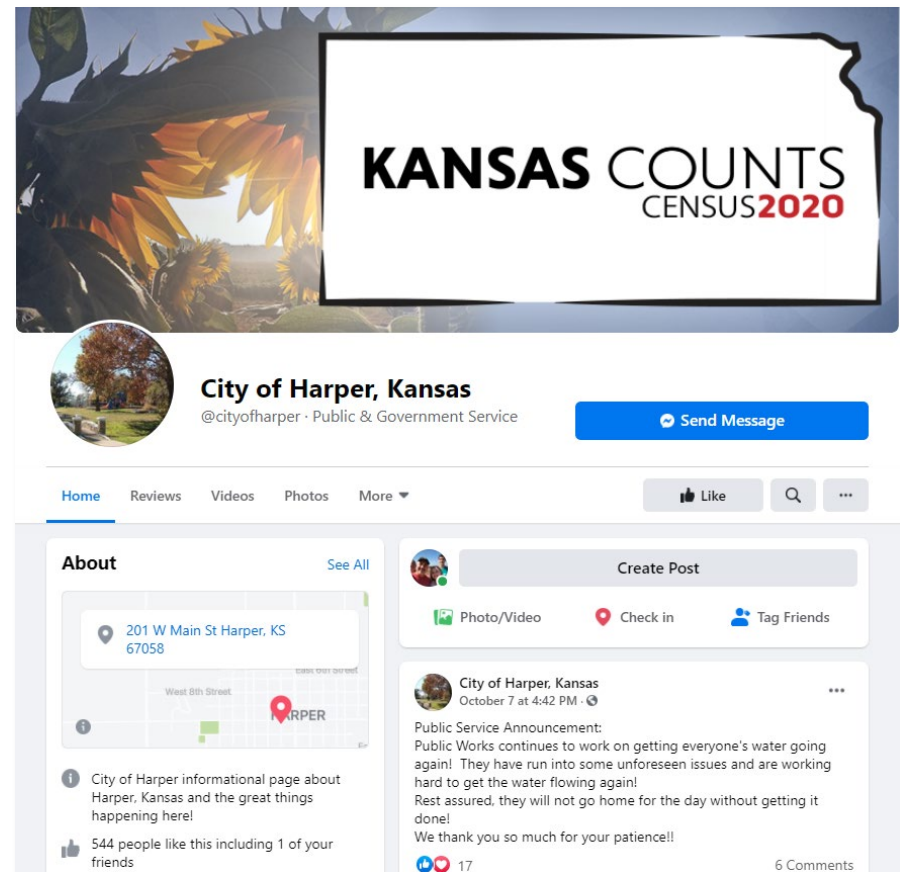 KANSAS COUNTS
CENSUS2020
City of Harper, Kansas
@cityofharper · Public & Government Service
Send Message
Home
Reviews
Videos
Photos
More
Like
About
See All
201 W Main St Harper, KS
67058
East 8th Street
West 8th Street
HARPER
City of Harper informational page about
Harper, Kansas and the great things
happening here!
544 people like this including 1 of your
friends
Create Post
Photo/Video
Check in
Tag Friends
City of Harper, Kansas
October 7 at 4:42 PM ·
Public Service Announcement:
Public Works continues to work on getting everyone's water going
again!  They have run into some unforeseen issues and are working
hard to get the water flowing again!
Rest assured, they will not go home for the day without getting it
done!
We thank you so much for your patience!!
17
6 Comments